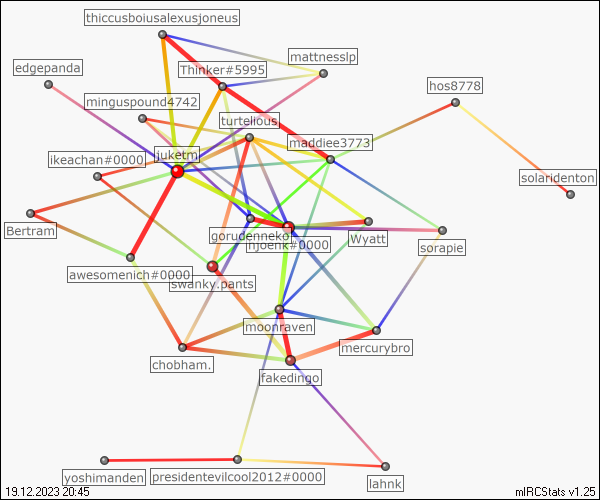 thiccusboiusalexusjoneus
mattnesslp
edgepanda
Thinker#5995
hos8778
minguspound4742
turtelious
maddiee3773
juketm
ikeachan#0000
solaridenton
Bertram
gorudenneko
njoenk#0000
Wyatt
sorapie
awesomenich#0000
swanky.pants
moonraven
mercurybro
chobham.
fakedingo
yoshimanden
presidentevilcool2012#0000
lahnk
19.12.2023 20:45
mIRCStats v1.25